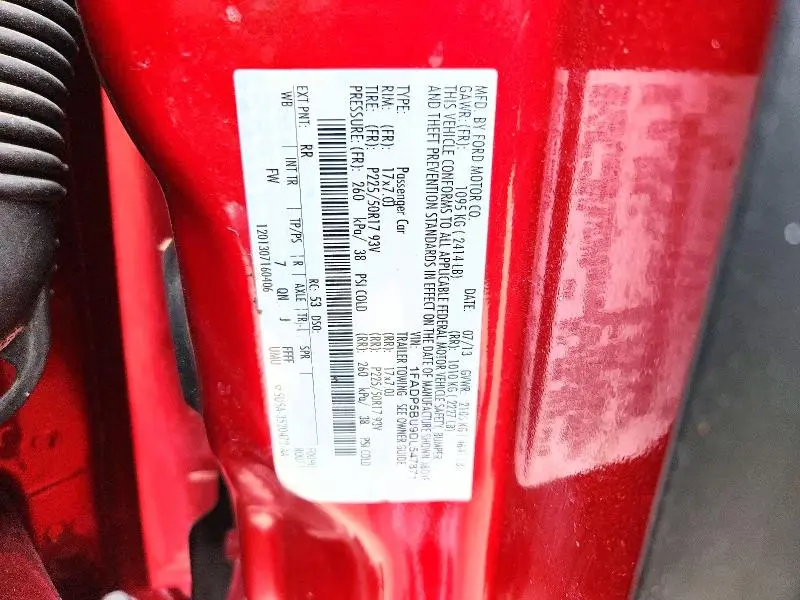 MFD. BY FORD MOTOR CO.
DATE: 07/13 GVWR:
GAWR: (FR): 1095 KG ( 2414 LB) (RR): 1010 KG ( 2227 LB)
THIS VEHICLE CONFORMS TO ALL APPLICABLE FEDERAL MOTOR VEHICLE SAFETY, BUMPER
AND THEFT PREVENTION STANDARDS IN EFFECT ON THE DATE OF MANUFACTURE SHOWN ABOVE
VIN:
TYPE: Passenger Car TRAILER TOWING - SEE OWNER GUIDE
RIM: (FR): 17x7.0J (RR): 17x7.0J
TIRE: (FR): P225/50R17 93V (RR): P225/50R17 93V
PRESSURE: (FR): 260 kPa/ 38 PSI COLD (RR): 260 kPa/ 38 PSI COLD
RC: 53 DSO:
EXT PNT: RR
INT TR TP/PS R AXLE TR SPR
WB FW 7 QN J FFFF
UMU
1201307160406